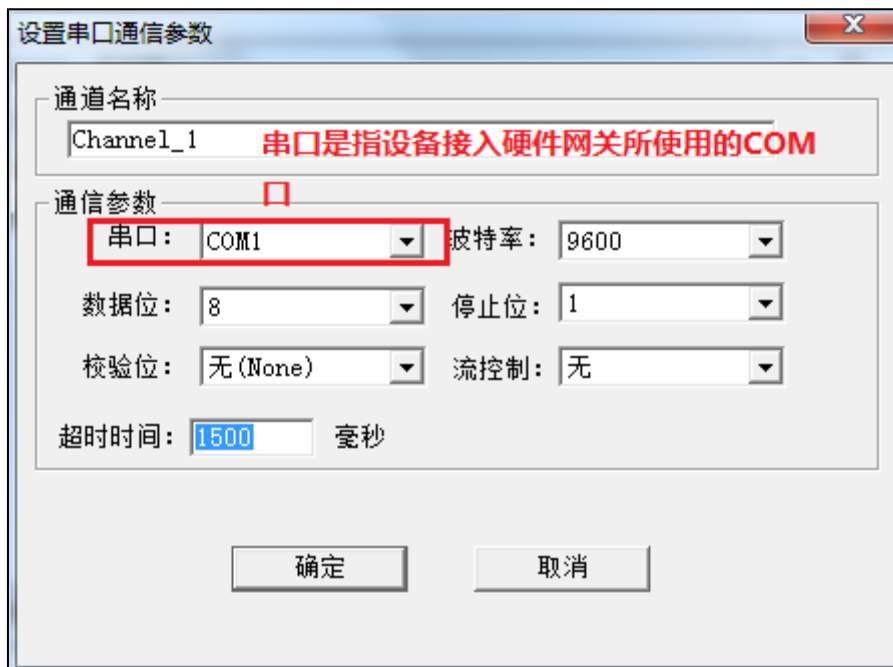 设置串口通信参数
通道名称
Channel_1 串口是指设备接入硬件网关所使用的COM
口
通信参数
串口： COM1 波特率： 9600
数据位： 8 停止位： 1
校验位： 无(None) 流控制： 无
超时时间： 1500 毫秒
确定 取消